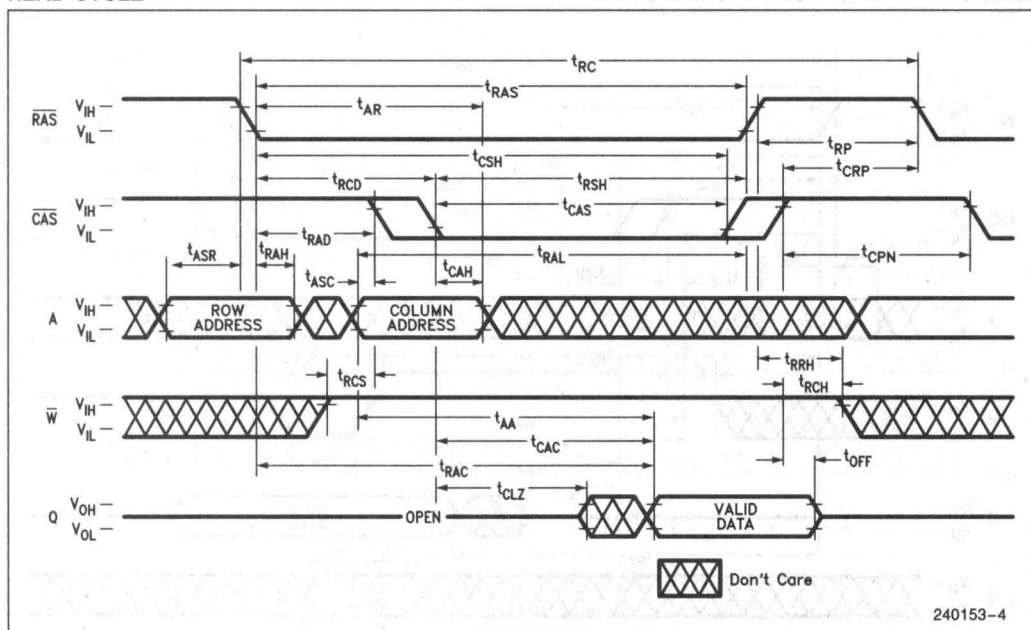 tRC
tRAS
tAR
RAS VIH
VIL
tRP
tCSH
tCRP
tRCD tRSH
CAS VIH
VIL
tCAS
tRAD
tASR tRAH tRAL tCPN
tASC tCAH
A VIH
VIL
ROW ADDRESS
COLUMN ADDRESS
tRRH
tRCS tRCH
W VIH
VIL
tAA
tCAC
tRAC tOFF
tCLZ
Q VOH
VOL
OPEN
VALID DATA
Don't Care
240153-4